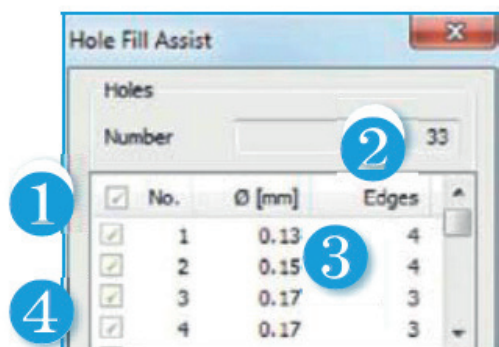 Hole Fill Assist
Holes
Number 33
2
1
No. Ø [mm] Edges
1 0.13 4
3
2 0.15 4
3 0.17 3
4
4 0.17 3